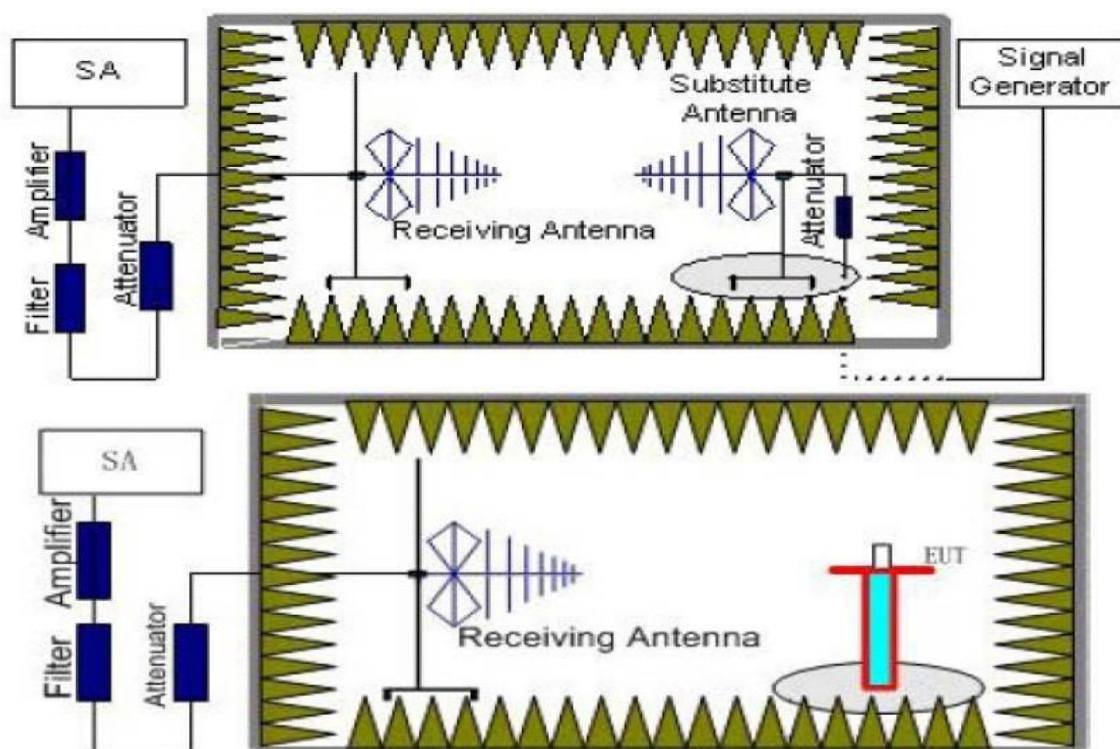 SA
Signal
Generator
Substitute
Antenna
Amplifier
Attenuator
Attenuator
Receiving Antenna
Filter
SA
Amplifier
EUT
Receiving Antenna
Filter
Attenuator